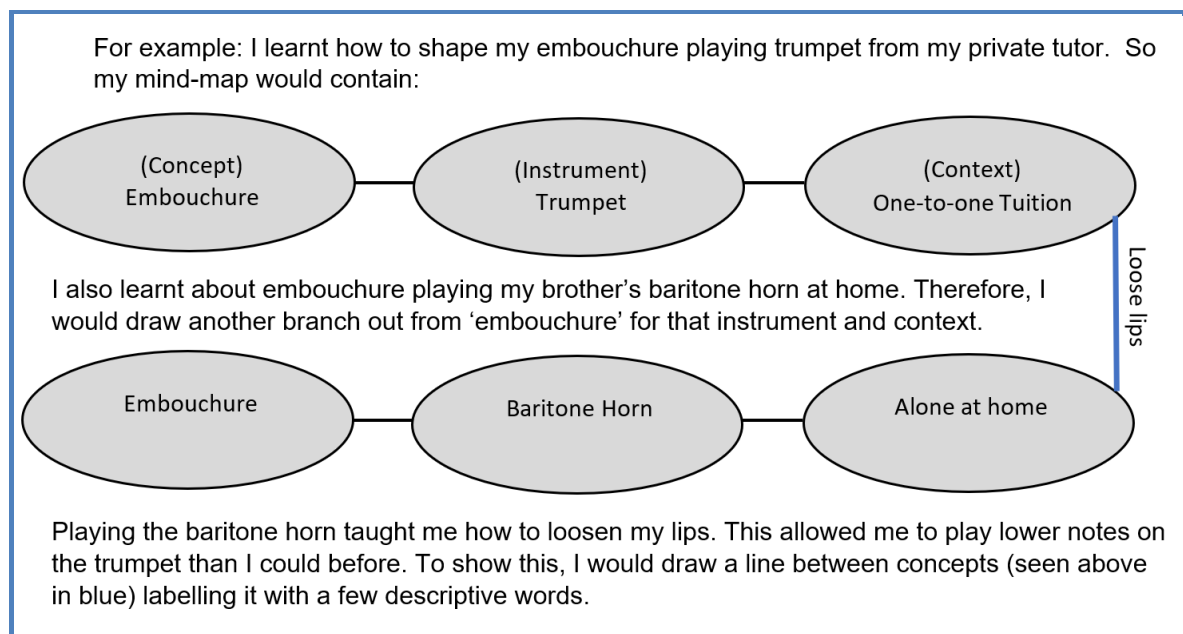 For example: I learnt how to shape my embouchure playing trumpet from my private tutor.  So
my mind-map would contain:
(Concept)
Embouchure
(Instrument)
Trumpet
(Context)
One-to-one Tuition
Loose lips
I also learnt about embouchure playing my brother’s baritone horn at home. Therefore, I
would draw another branch out from ‘embouchure’ for that instrument and context.
Embouchure
Baritone Horn
Alone at home
Playing the baritone horn taught me how to loosen my lips. This allowed me to play lower notes on
the trumpet than I could before. To show this, I would draw a line between concepts (seen above
in blue) labelling it with a few descriptive words.